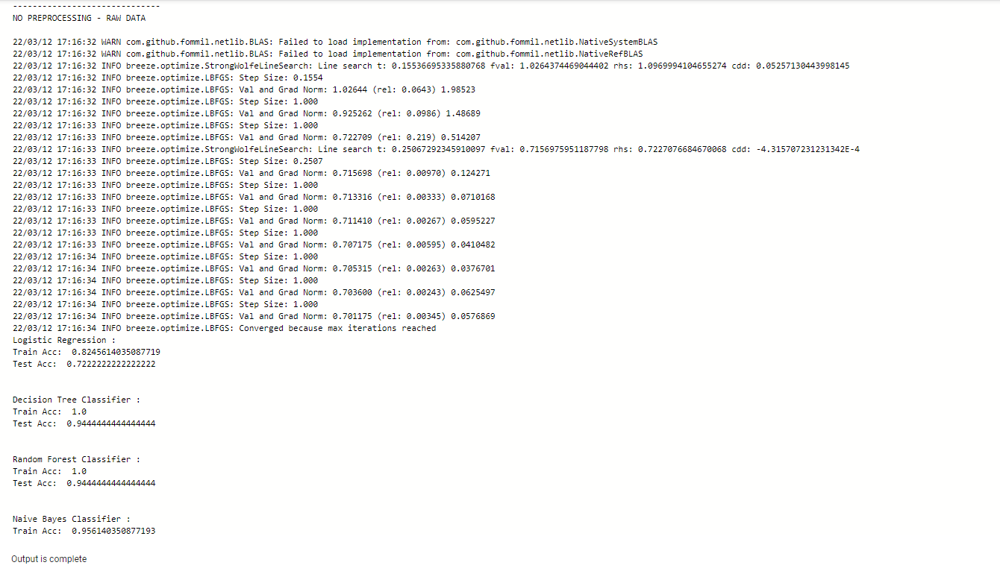 ------------------------------
NO PREPROCESSING - RAW DATA
22/03/12 17:16:32 WARN com.github.fommil.netlib.BLAS: Failed to load implementation from: com.github.fommil.netlib.NativeSystemBLAS
22/03/12 17:16:32 WARN com.github.fommil.netlib.BLAS: Failed to load implementation from: com.github.fommil.netlib.NativeRefBLAS
22/03/12 17:16:32 INFO breeze.optimize.StrongWolfeLineSearch: Line search t: 0.15536695335880768 fval: 1.0264374469044402 rhs: 1.0969994104655274 cdd: 0.05257130443998145
22/03/12 17:16:32 INFO breeze.optimize.LBFGS: Step Size: 0.1554
22/03/12 17:16:32 INFO breeze.optimize.LBFGS: Val and Grad Norm: 1.02644 (rel: 0.0643) 1.98523
22/03/12 17:16:32 INFO breeze.optimize.LBFGS: Step Size: 1.000
22/03/12 17:16:32 INFO breeze.optimize.LBFGS: Val and Grad Norm: 0.925262 (rel: 0.0986) 1.48689
22/03/12 17:16:33 INFO breeze.optimize.LBFGS: Step Size: 1.000
22/03/12 17:16:33 INFO breeze.optimize.LBFGS: Val and Grad Norm: 0.722709 (rel: 0.219) 0.514207
22/03/12 17:16:33 INFO breeze.optimize.StrongWolfeLineSearch: Line search t: 0.25067292345910097 fval: 0.7156975951187798 rhs: 0.7227076684670068 cdd: -4.315707231231342E-4
22/03/12 17:16:33 INFO breeze.optimize.LBFGS: Step Size: 0.2507
22/03/12 17:16:33 INFO breeze.optimize.LBFGS: Val and Grad Norm: 0.715698 (rel: 0.00970) 0.124271
22/03/12 17:16:33 INFO breeze.optimize.LBFGS: Step Size: 1.000
22/03/12 17:16:33 INFO breeze.optimize.LBFGS: Val and Grad Norm: 0.713316 (rel: 0.00333) 0.0710168
22/03/12 17:16:33 INFO breeze.optimize.LBFGS: Step Size: 1.000
22/03/12 17:16:33 INFO breeze.optimize.LBFGS: Val and Grad Norm: 0.711410 (rel: 0.00267) 0.0595227
22/03/12 17:16:33 INFO breeze.optimize.LBFGS: Step Size: 1.000
22/03/12 17:16:33 INFO breeze.optimize.LBFGS: Val and Grad Norm: 0.707175 (rel: 0.00595) 0.0410482
22/03/12 17:16:34 INFO breeze.optimize.LBFGS: Step Size: 1.000
22/03/12 17:16:34 INFO breeze.optimize.LBFGS: Val and Grad Norm: 0.705315 (rel: 0.00263) 0.0376701
22/03/12 17:16:34 INFO breeze.optimize.LBFGS: Step Size: 1.000
22/03/12 17:16:34 INFO breeze.optimize.LBFGS: Val and Grad Norm: 0.703600 (rel: 0.00243) 0.0625497
22/03/12 17:16:34 INFO breeze.optimize.LBFGS: Step Size: 1.000
22/03/12 17:16:34 INFO breeze.optimize.LBFGS: Val and Grad Norm: 0.701175 (rel: 0.00345) 0.0576869
22/03/12 17:16:34 INFO breeze.optimize.LBFGS: Converged because max iterations reached
Logistic Regression :
Train Acc:  0.8245614035087719
Test Acc:  0.7222222222222222
Decision Tree Classifier :
Train Acc:  1.0
Test Acc:  0.9444444444444444
Random Forest Classifier :
Train Acc:  1.0
Test Acc:  0.9444444444444444
Naive Bayes Classifier :
Train Acc:  0.956140350877193
Output is complete